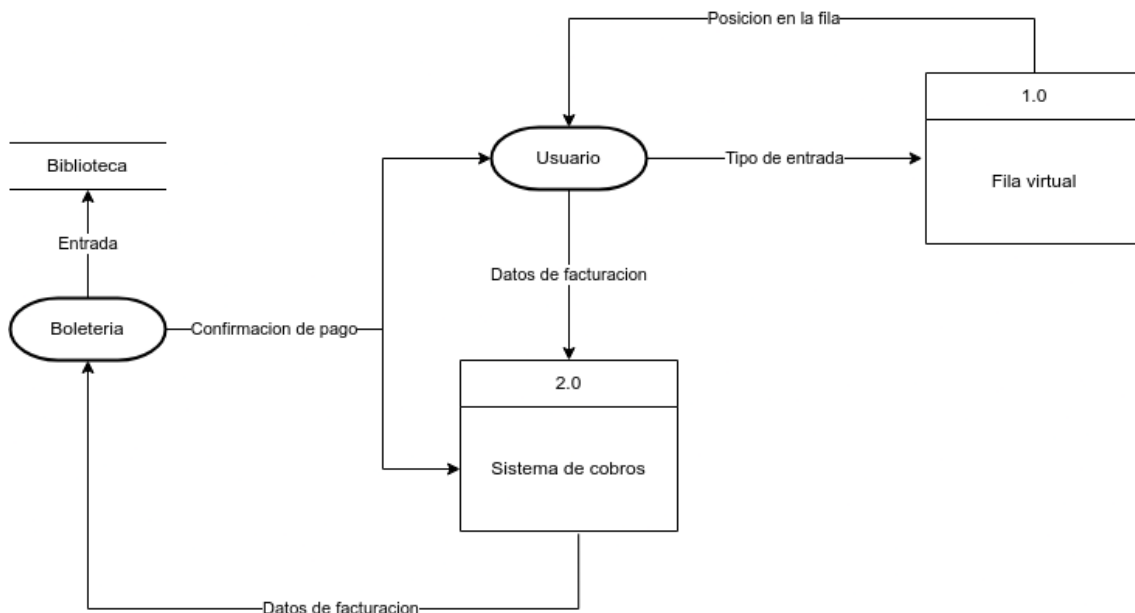 Posicion en la fila
1.0
Biblioteca
Usuario
Tipo de entrada
Fila virtual
Entrada
Datos de facturacion
Boleteria
Confirmacion de pago
2.0
Sistema de cobros
Datos de facturacion